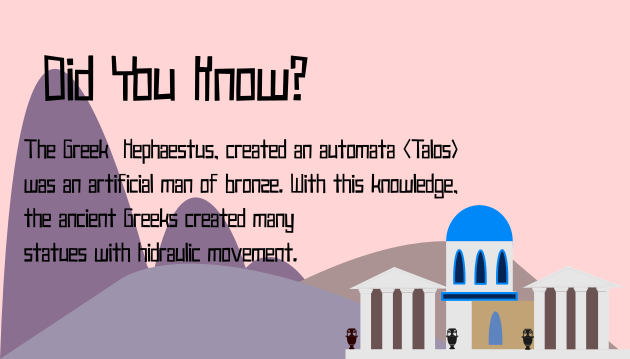 Did You Know?
The Greek Hephaestus, created an automata (Talos)
was an artificial man of bronze. With this knowledge,
the ancient Greeks created many
statues with hidraulic movement.